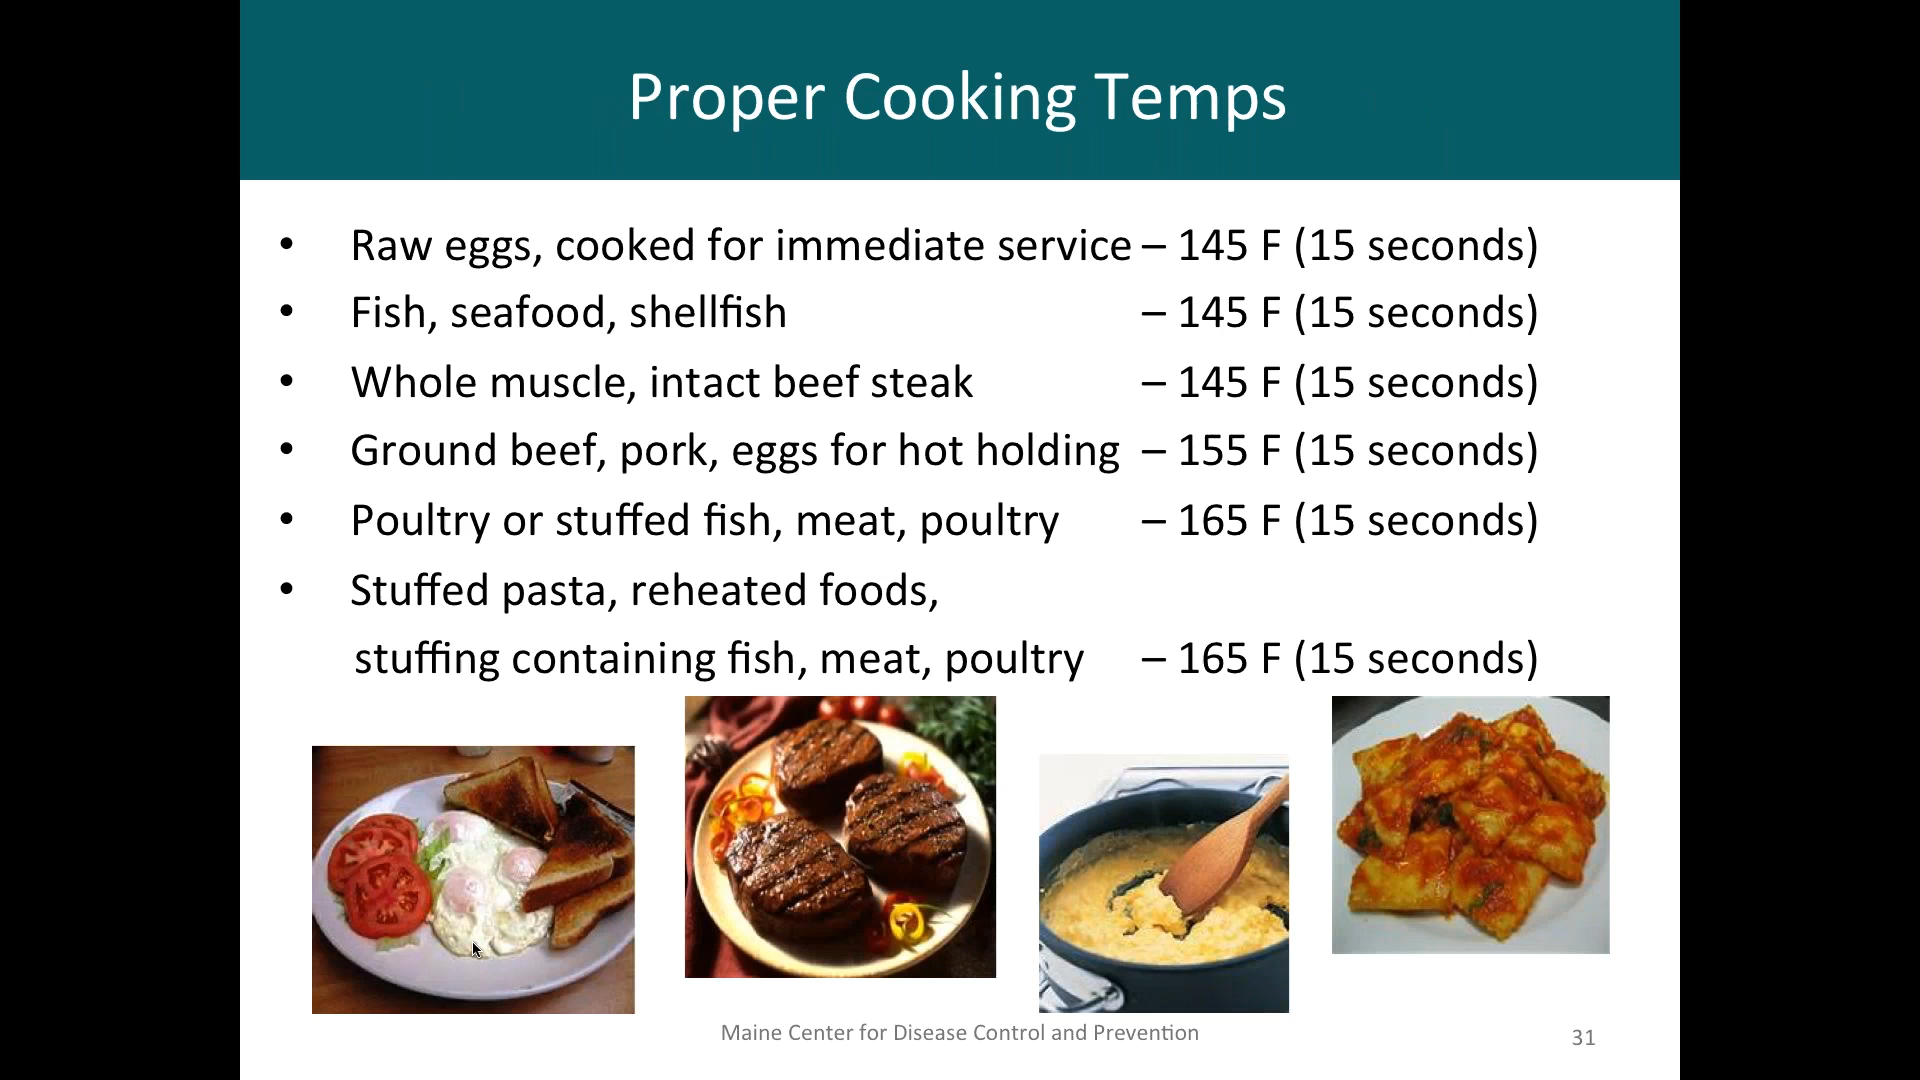 Proper Cooking Temps
• Raw eggs, cooked for immediate service – 145 F (15 seconds)
• Fish, seafood, shellfish – 145 F (15 seconds)
• Whole muscle, intact beef steak – 145 F (15 seconds)
• Ground beef, pork, eggs for hot holding – 155 F (15 seconds)
• Poultry or stuffed fish, meat, poultry – 165 F (15 seconds)
• Stuffed pasta, reheated foods,
stuffing containing fish, meat, poultry – 165 F (15 seconds)
Maine Center for Disease Control and Prevention
31